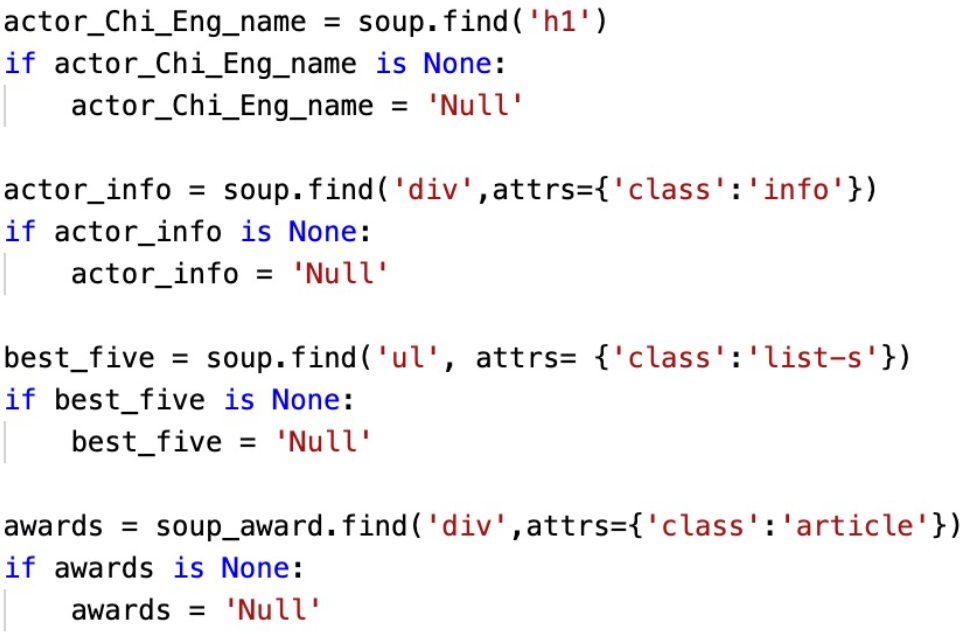 actor_Chi_Eng_name = soup.find('h1')
if actor_Chi_Eng_name is None:
    actor_Chi_Eng_name = 'Null'

actor_info = soup.find('div',attrs={'class':'info'})
if actor_info is None:
    actor_info = 'Null'

best_five = soup.find('ul', attrs= {'class':'list-s'})
if best_five is None:
    best_five = 'Null'

awards = soup_award.find('div',attrs={'class':'article'})
if awards is None:
    awards = 'Null'